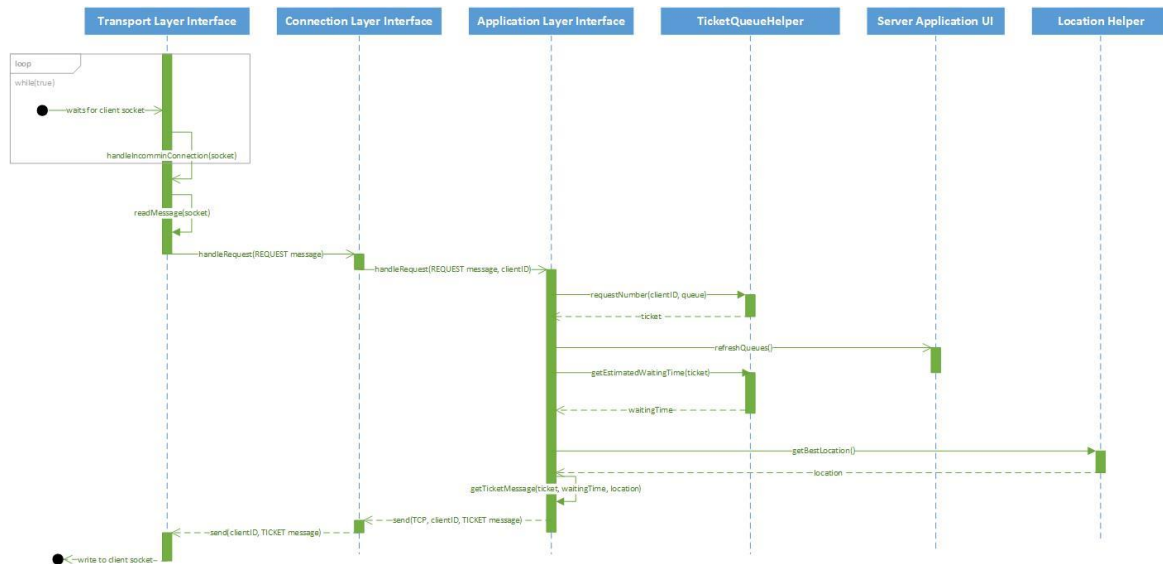 Transport Layer Interface
Connection Layer Interface
Application Layer Interface
TicketQueueHelper
Server Application UI
Location Helper
loop
while(true)
waits for client socket
handleIncomminConnection(socket)
readMessage(socket)
handleRequest(REQUEST message)
handleRequest(REQUEST message, clientID)
requestNumber(clientID, queue)
ticket
refreshQueues()
getEstimatedWaitingTime(ticket)
waitingTime
getBestLocation()
location
getTicketMessage(ticket, waitingTime, location)
send(TCP, clientID, TICKET message)
send(clientID, TICKET message)
write to client socket